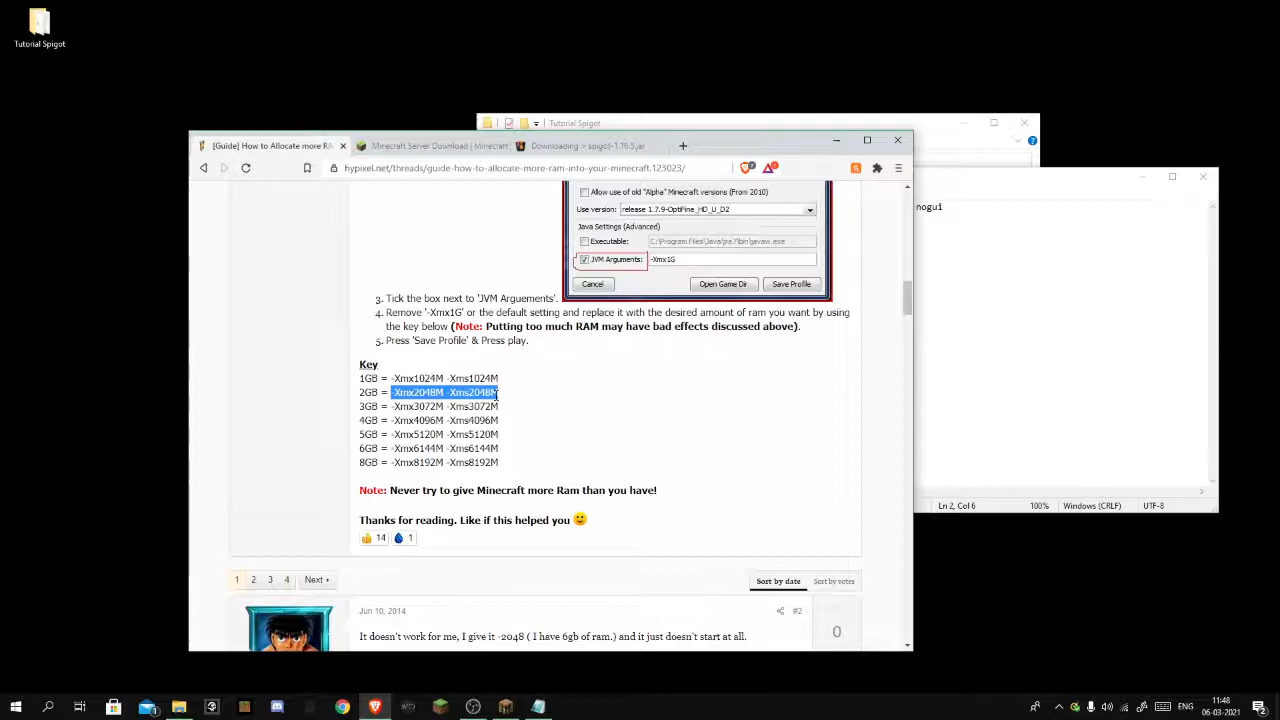 Tutorial Spigot
Tutorial Spigot
[Guide] How to Allocate more RA
Minecraft Server Download | Minecraft
Downloading > spigot-1.16.5.jar
hypixel.net/threads/guide-how-to-allocate-more-ram-into-your-minecraft.123023/
nogui
Allow use of old "Alpha" Minecraft versions (From 2010)
Use version: release 1.7.9-OptiFine_HD_U_D2
Java Settings (Advanced)
Executable: C:\Program Files\Java\jre7\bin\javaw.exe
JVM Arguments: -Xmx1G
Cancel Open Game Dir Save Profile
3. Tick the box next to 'JVM Arguements'.
4. Remove '-Xmx1G' or the default setting and replace it with the desired amount of ram you want by using
the key below (Note: Putting too much RAM may have bad effects discussed above).
5. Press 'Save Profile' & Press play.
Key
1GB = -Xmx1024M -Xms1024M
2GB = -Xmx2048M -Xms2048M
3GB = -Xmx3072M -Xms3072M
4GB = -Xmx4096M -Xms4096M
5GB = -Xmx5120M -Xms5120M
6GB = -Xmx6144M -Xms6144M
8GB = -Xmx8192M -Xms8192M
Note: Never try to give Minecraft more Ram than you have!
Thanks for reading. Like if this helped you
14 1
Ln 2, Col 6 100% Windows (CRLF) UTF-8
1 2 3 4 Next
Sort by date Sort by votes
Jun 10, 2014
#2
It doesn't work for me, I give it -2048 ( I have 6gb of ram.) and it just doesn't start at all.
0
ENG
11:48
06-03-2021